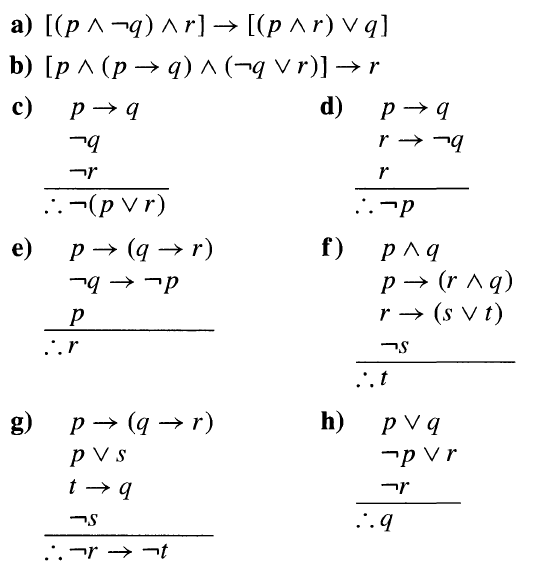 a) [(p ∧ ¬q) ∧ r] → [(p ∧ r) ∨ q]
b) [p ∧ (p → q) ∧ (¬q ∨ r)] → r
c) p → q
¬q
¬r
∴ ¬(p ∨ r)
d) p → q
r → ¬q
r
∴ ¬p
e) p → (q → r)
¬q → ¬p
p
∴ r
f) p ∧ q
p → (r ∧ q)
r → (s ∨ t)
¬s
∴ t
g) p → (q → r)
p ∨ s
t → q
¬s
∴ ¬r → ¬t
h) p ∨ q
¬p ∨ r
¬r
∴ q